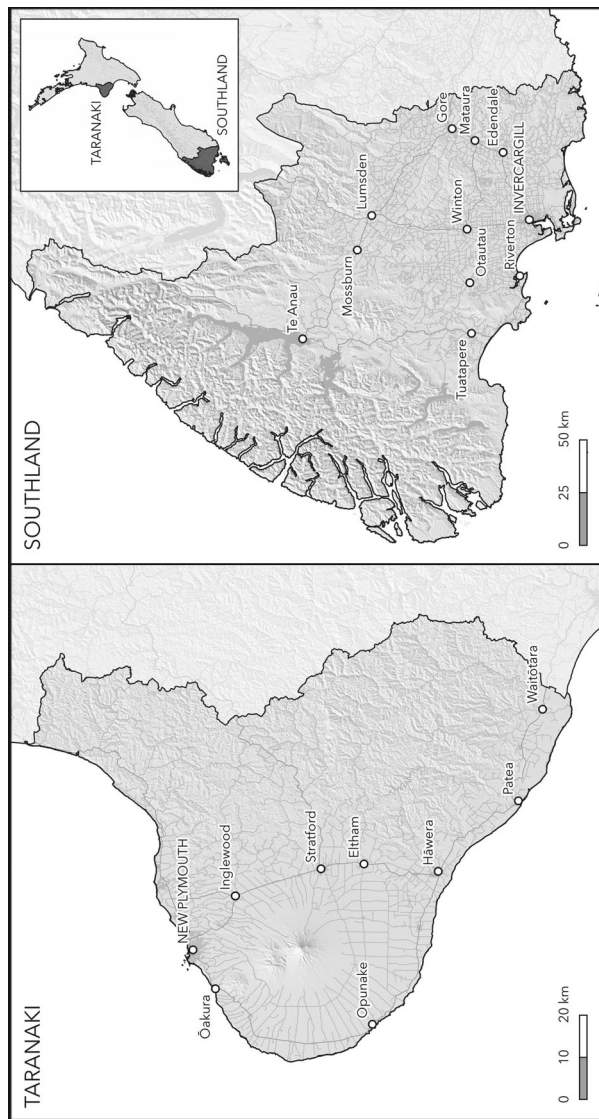 TARANAKI
Ōakura
NEW PLYMOUTH
Inglewood
Stratford
Eltham
Opunake
Hāwera
Patea
Waitōtara
0 10 20 km
SOUTHLAND
TARANAKI
SOUTHLAND
Te Anau
Mossburn
Lumsden
Gore
Mataura
Edendale
Winton
Otautau
Tuatapere
Riverton
INVERCARGILL
0 25 50 km